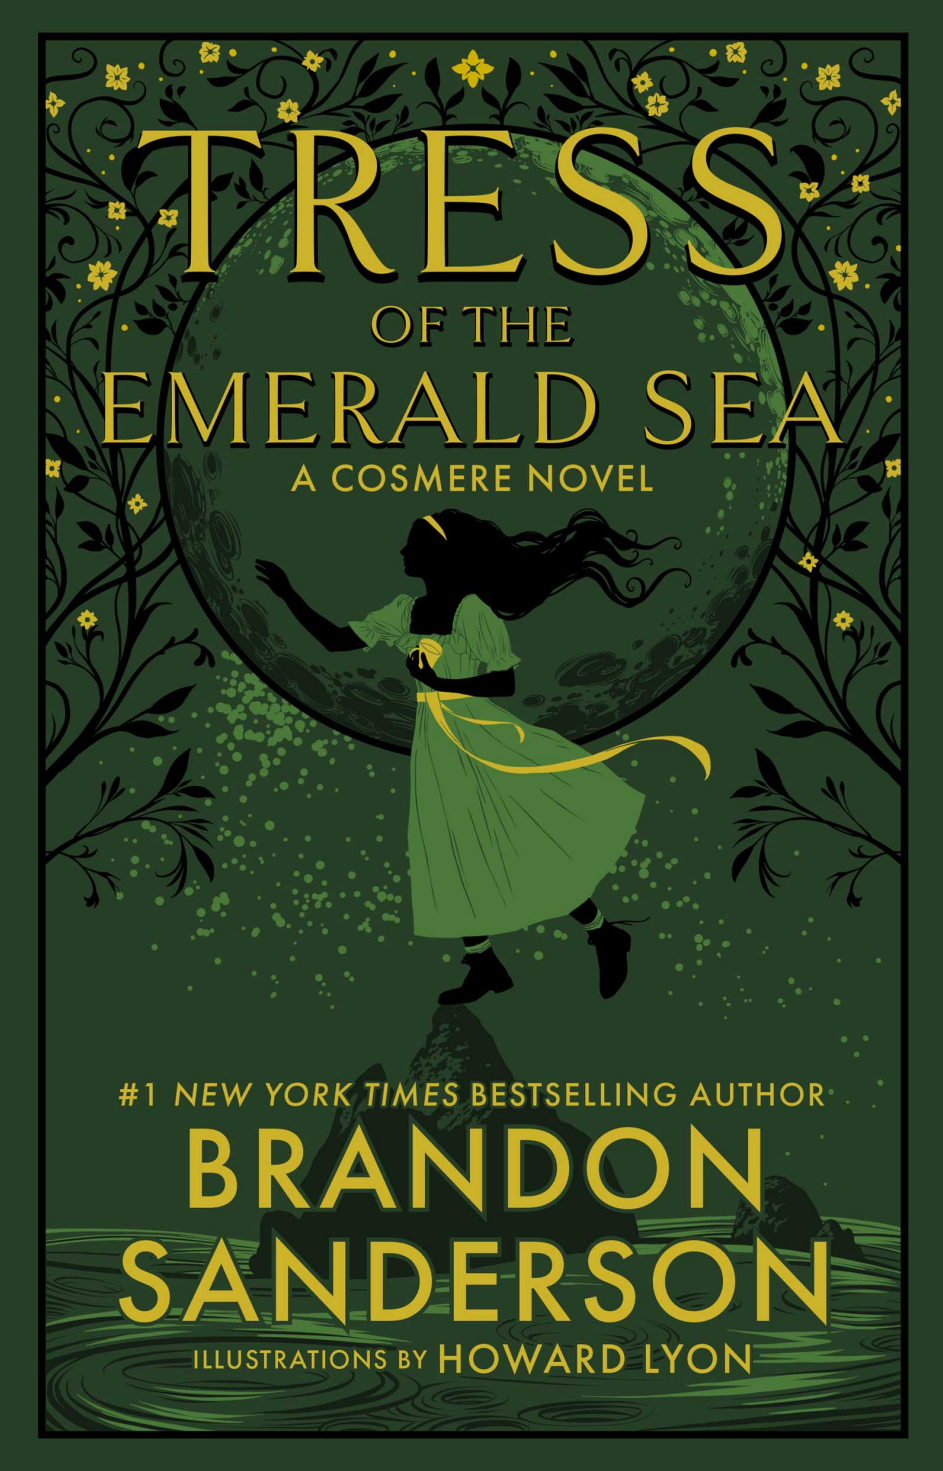 TRESS
OF THE
EMERALD SEA
A COSMERE NOVEL
#1 NEW YORK TIMES BESTSELLING AUTHOR
BRANDON
SANDERSON
ILLUSTRATIONS BY HOWARD LYON